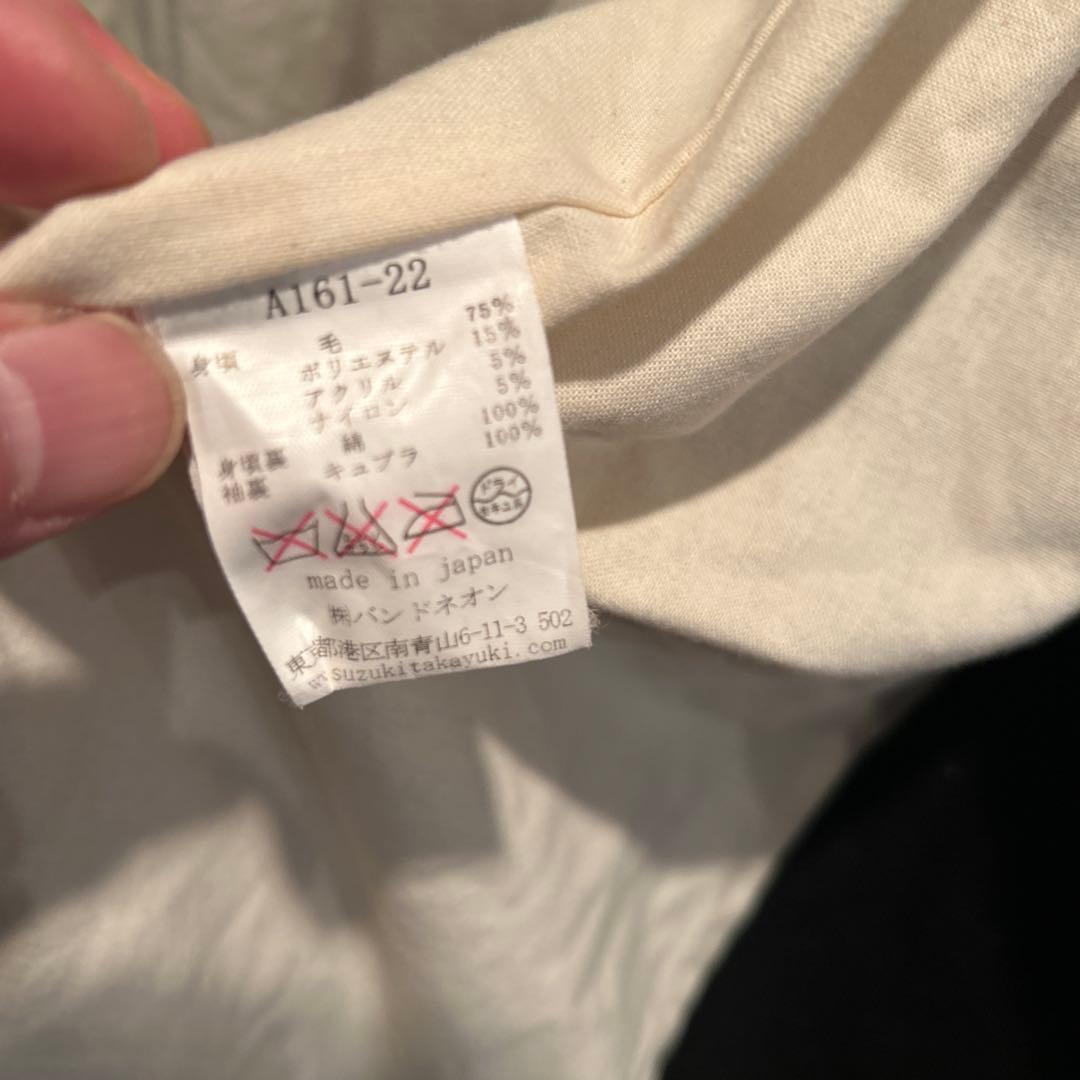 A161-22
身頃 毛 75%
ポリエステル 15%
アクリル 5%
ナイロン 5%
身頃裏 綿 100%
袖裏 キュプラ 100%
ドライ
セキユ系
made in japan
㈱バンドネオン
東京都港区南青山6-11-3 502
suzukitakayuki.com